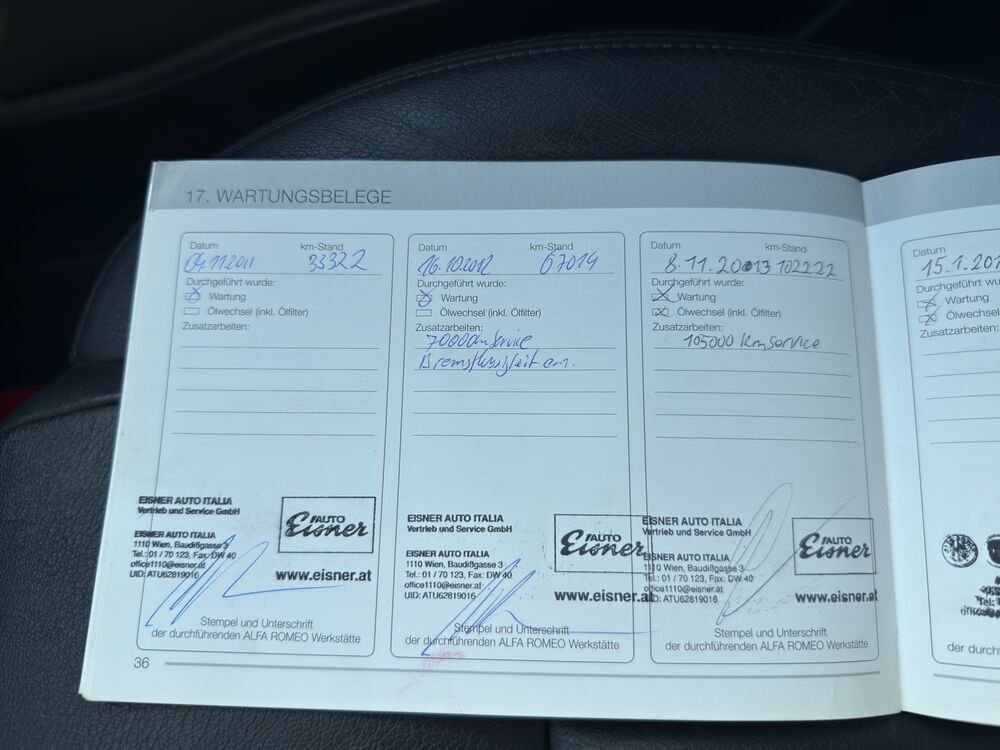 17. WARTUNGSBELEGE
Datum km-Stand
04.11.2011 33322
Durchgeführt wurde:
Wartung
Ölwechsel (inkl. Ölfilter)
Zusatzarbeiten:
EISNER AUTO ITALIA
Vertrieb und Service GmbH
EISNER AUTO ITALIA
1110 Wien, Baudißgasse 3
Tel.: 01 / 70 123, Fax: DW 40
office1110@eisner.at
UID: ATU62819016
AUTO
Eisner
www.eisner.at
Stempel und Unterschrift
der durchführenden ALFA ROMEO Werkstätte
Datum km-Stand
16.10.2012 67014
Durchgeführt wurde:
Wartung
Ölwechsel (inkl. Ölfilter)
Zusatzarbeiten:
70000km Service
Bremsflüssigkeit ern.
EISNER AUTO ITALIA
Vertrieb und Service GmbH
EISNER AUTO ITALIA
1110 Wien, Baudißgasse 3
Tel.: 01 / 70 123, Fax: DW 40
office1110@eisner.at
UID: ATU62819016
AUTO
Eisner
www.eisner.at
Stempel und Unterschrift
der durchführenden ALFA ROMEO Werkstätte
Datum km-Stand
8.11.2013 102222
Durchgeführt wurde:
Wartung
Ölwechsel (inkl. Ölfilter)
Zusatzarbeiten:
105000 km Service
EISNER AUTO ITALIA
Vertrieb und Service GmbH
EISNER AUTO ITALIA
1110 Wien, Baudißgasse 3
Tel.: 01 / 70 123, Fax: DW 40
office1110@eisner.at
UID: ATU62819016
AUTO
Eisner
www.eisner.at
Stempel und Unterschrift
der durchführenden ALFA ROMEO Werkstätte
36
Datum
15.1.201
Durchgeführt wurde:
Wartung
Ölwechsel
Zusatzarbeiten:
Tel:
der durch